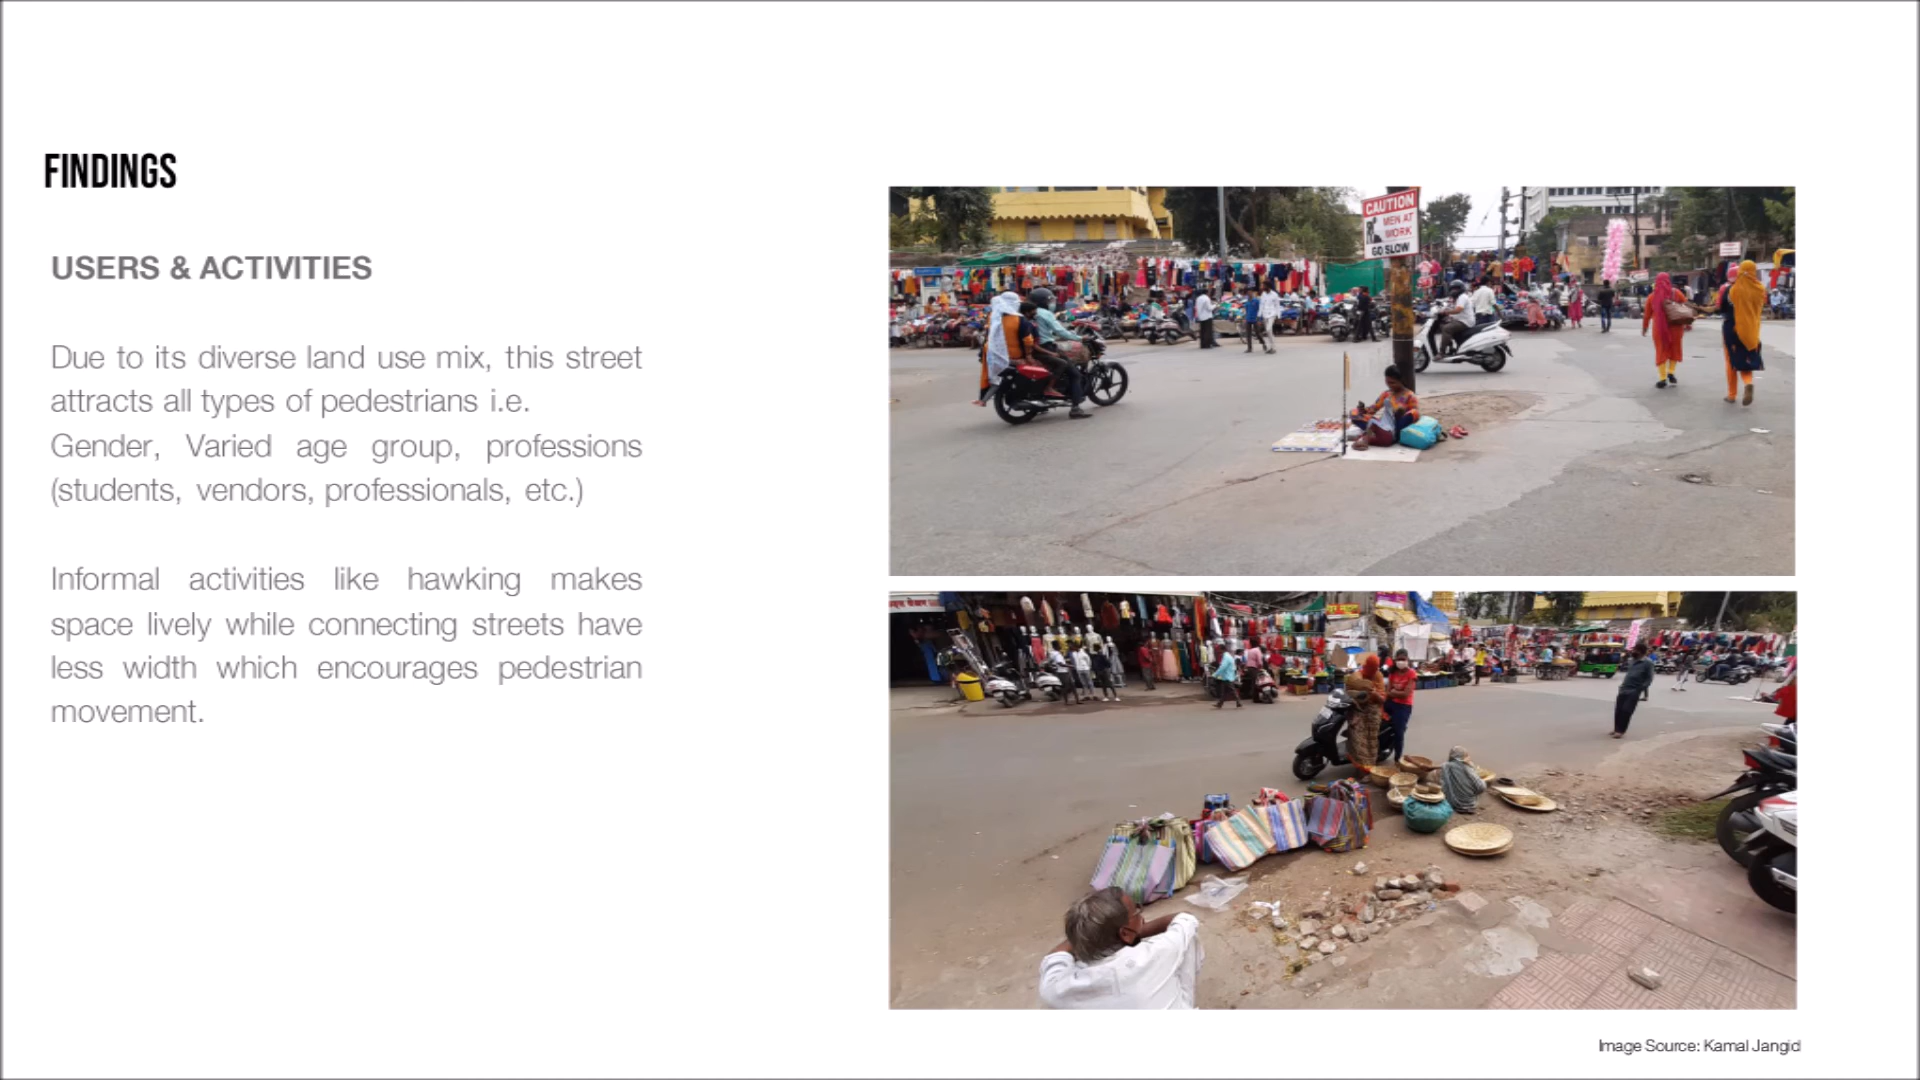 FINDINGS
USERS & ACTIVITIES
Due to its diverse land use mix, this street
attracts all types of pedestrians i.e.
Gender, Varied age group, professions
(students, vendors, professionals, etc.)
Informal activities like hawking makes
space lively while connecting streets have
less width which encourages pedestrian
movement.
CAUTION
MEN AT
WORK
GO SLOW
Image Source: Kamal Jangid